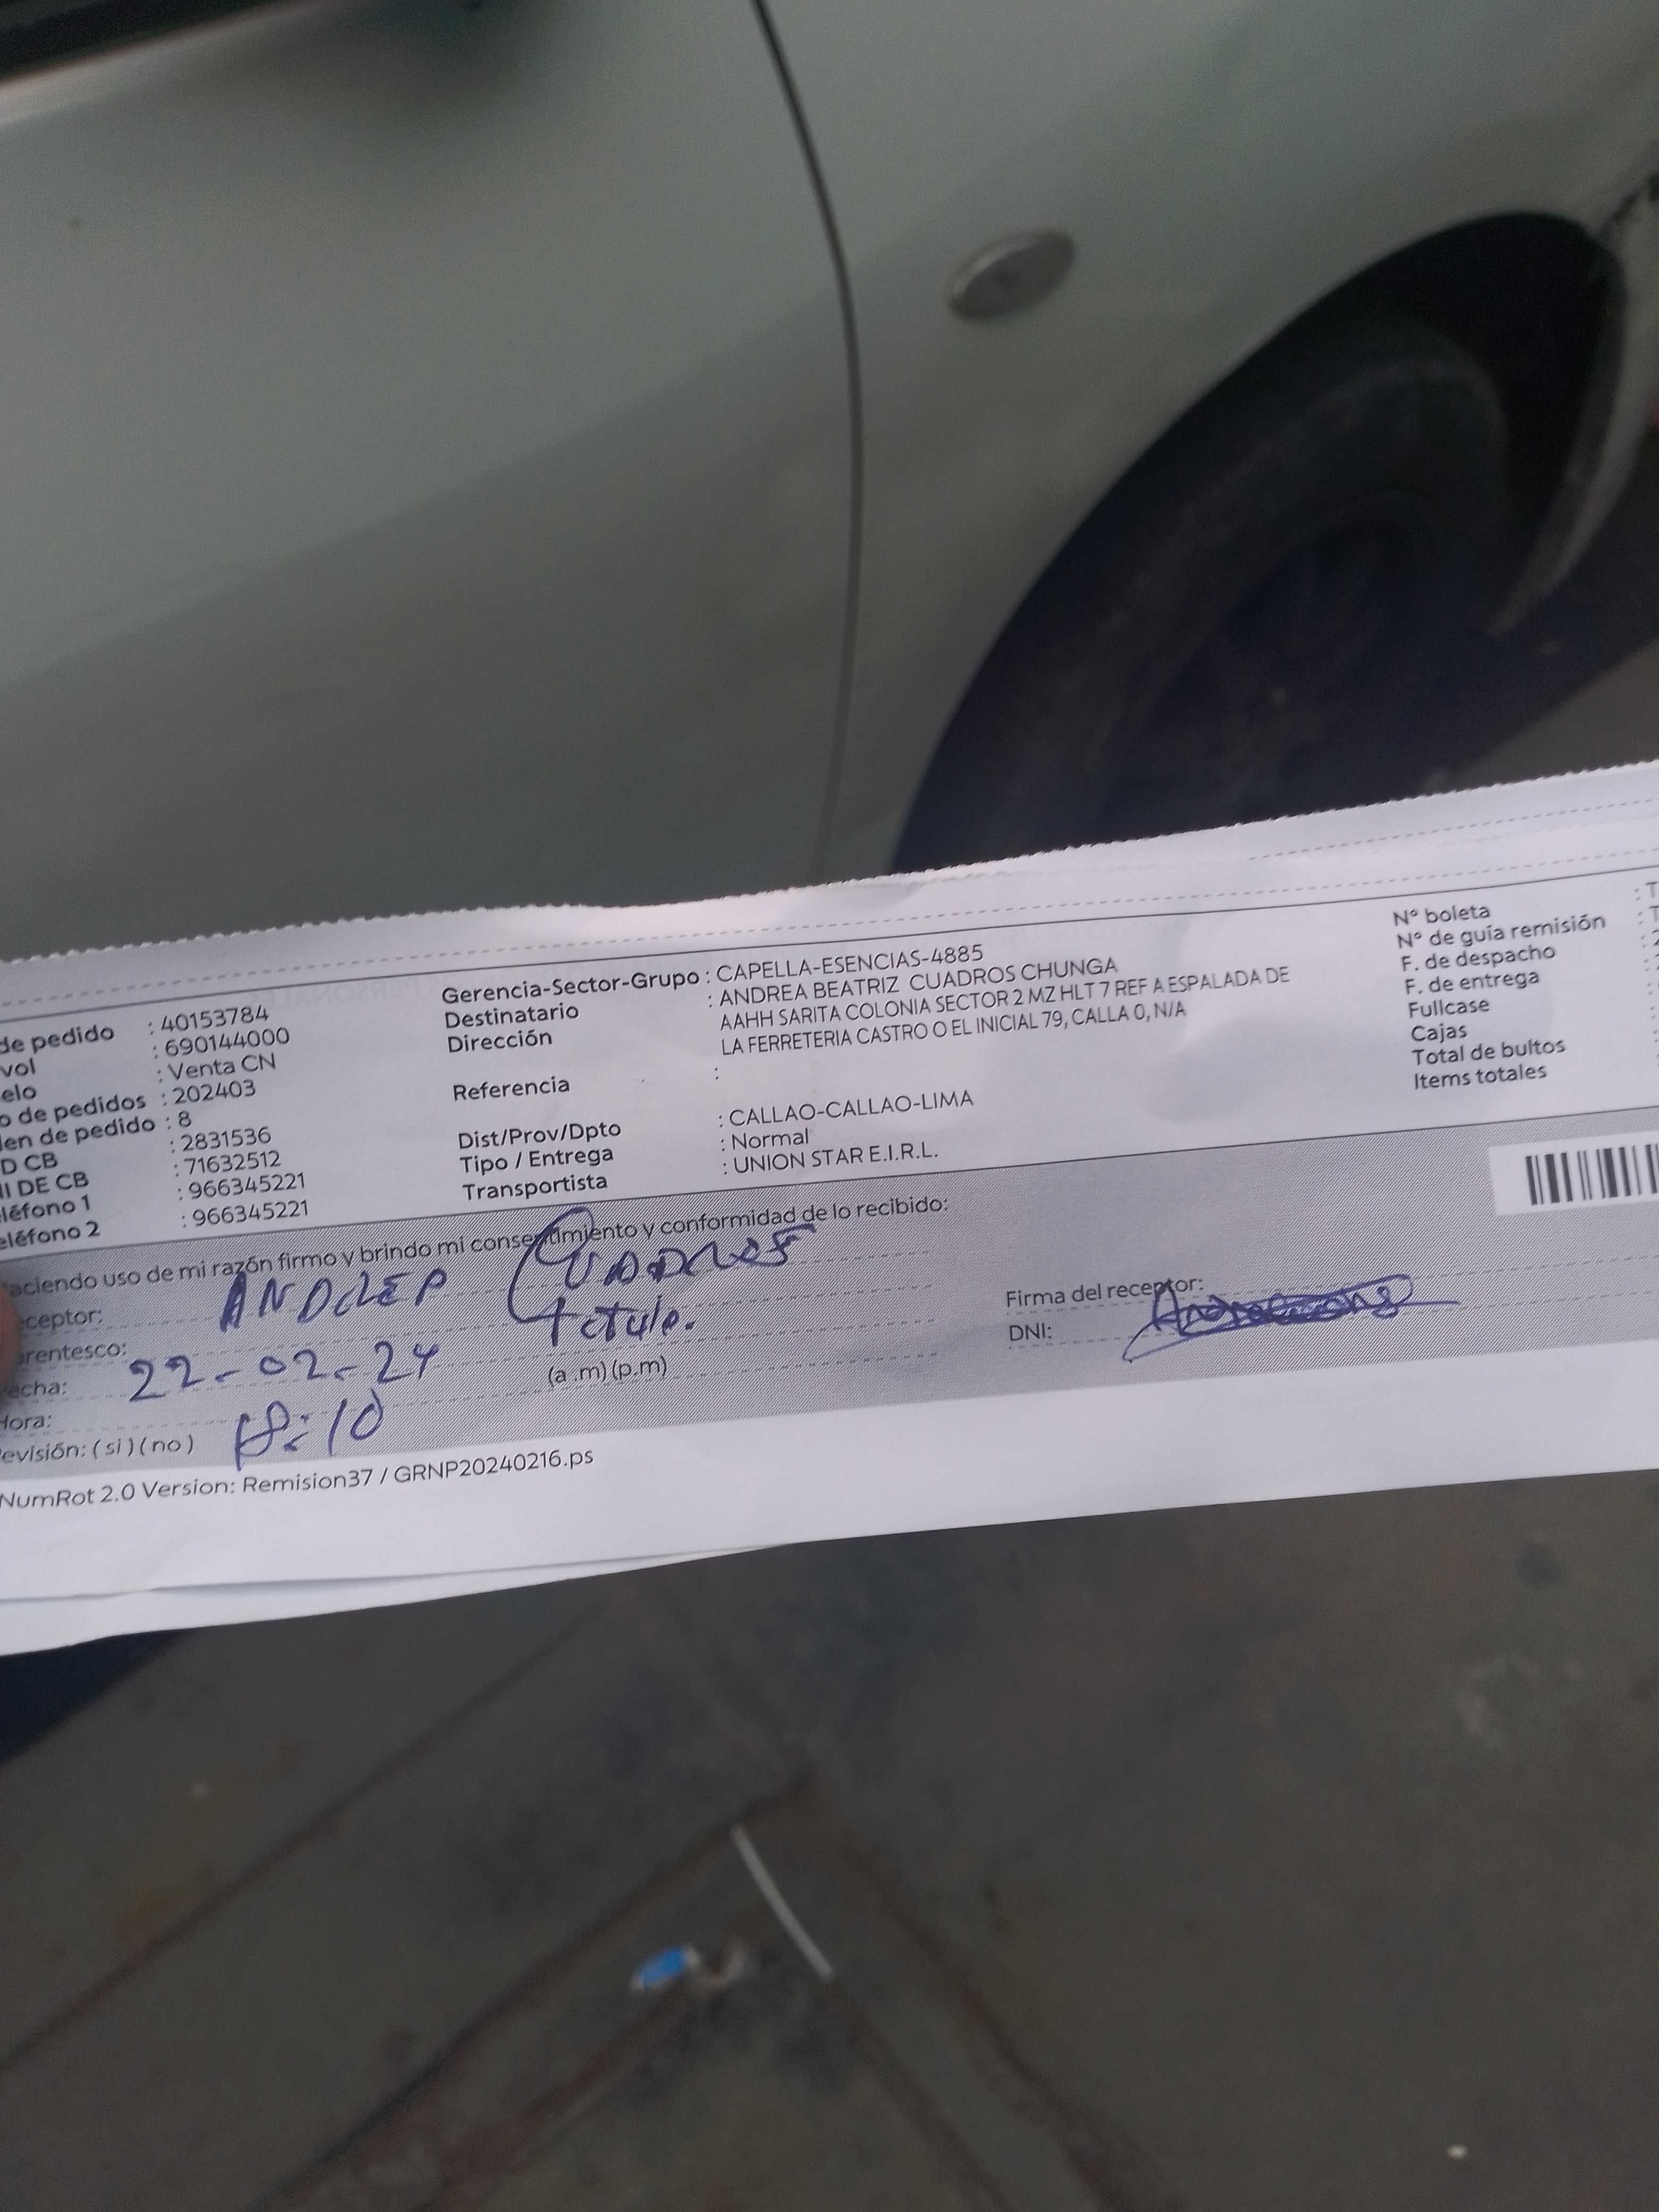 de pedido : 40153784
vol : 690144000
elo : Venta CN
o de pedidos : 202403
en de pedido : 8
D CB : 2831536
I DE CB : 71632512
léfono 1 : 966345221
eléfono 2 : 966345221
Gerencia-Sector-Grupo : CAPELLA-ESENCIAS-4885
Destinatario : ANDREA BEATRIZ CUADROS CHUNGA
Dirección AAHH SARITA COLONIA SECTOR 2 MZ HLT 7 REF A ESPALADA DE
LA FERRETERIA CASTRO O EL INICIAL 79, CALLA 0, N/A
Referencia :
Dist/Prov/Dpto : CALLAO-CALLAO-LIMA
Tipo / Entrega : Normal
Transportista : UNION STAR E.I.R.L.
N° boleta : T
N° de guía remisión : T
F. de despacho : 2
F. de entrega :
Fullcase :
Cajas :
Total de bultos :
Items totales
aciendo uso de mi razón firmo y brindo mi consentimiento y conformidad de lo recibido:
ceptor:
arentesco:
echa: 22-02-24
Hora: (a.m) (p.m)
evisión: (si) (no)
Firma del receptor:
DNI:
NumRot 2.0 Version: Remision37 / GRNP20240216.ps